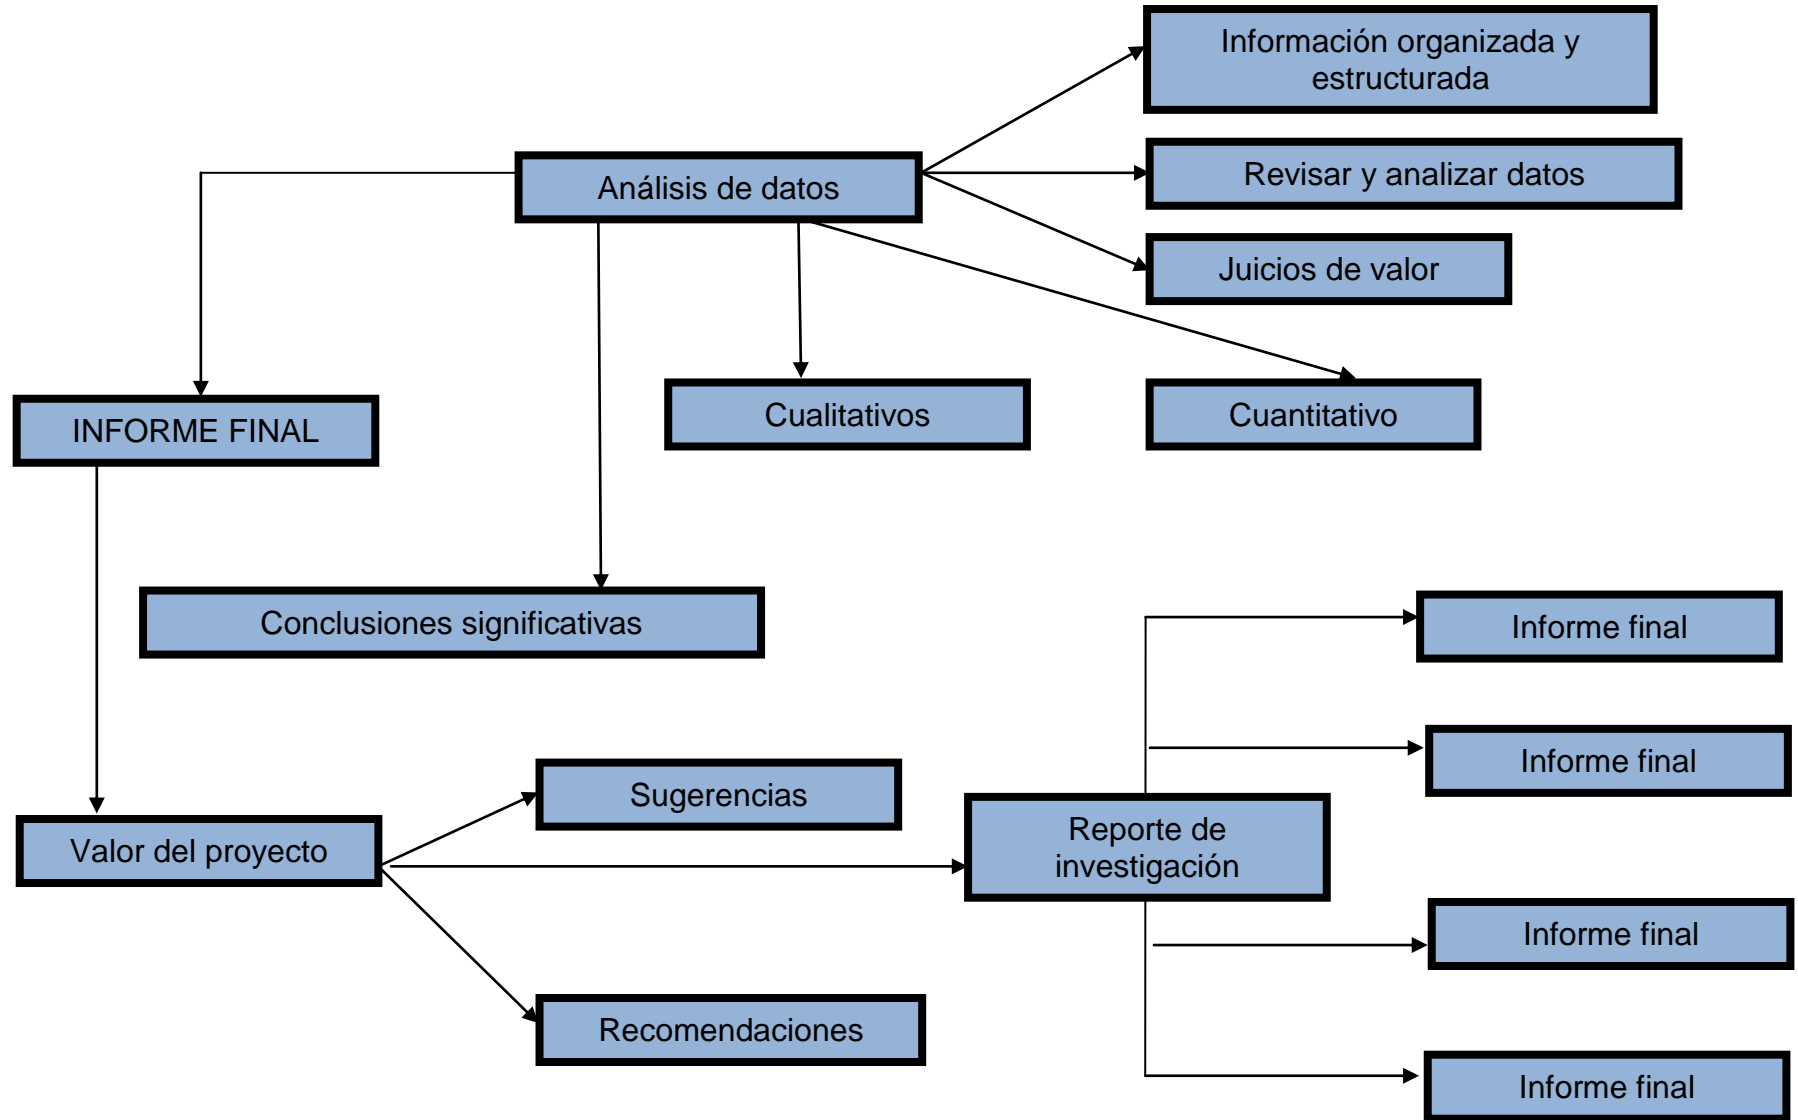 Información organizada y
estructurada
Análisis de datos
Revisar y analizar datos
Juicios de valor
INFORME FINAL
Cualitativos
Cuantitativo
Conclusiones significativas
Informe final
Informe final
Sugerencias
Valor del proyecto
Reporte de
investigación
Informe final
Recomendaciones
Informe final